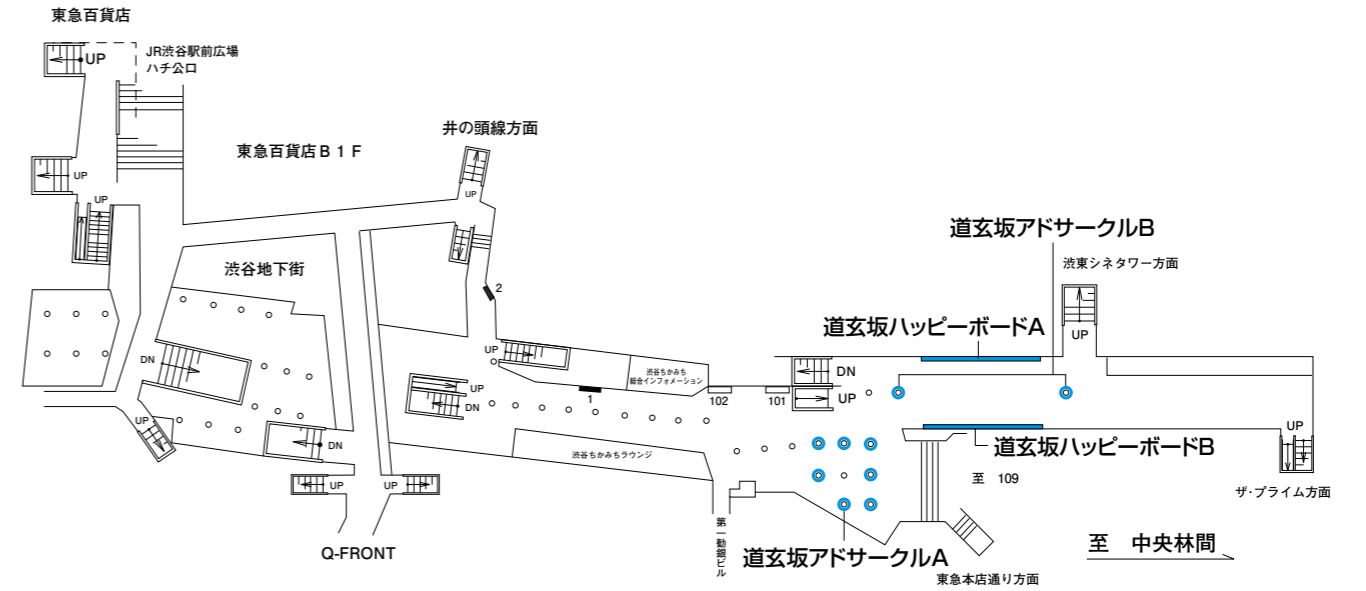 東急百貨店
UP
JR渋谷駅前広場
ハチ公口
井の頭線方面
東急百貨店B1F
UP
UP
UP
道玄坂アドサークルB
渋谷地下街
渋東シネタワー方面
2
道玄坂ハッピーボードA
UP
UP
DN
渋谷ちかみち
総合インフォメーション
DN
UP
DN
1
102
101
UP
UP
UP
道玄坂ハッピーボードB
DN
渋谷ちかみちラウンジ
至 109
UP
UP
ザ・プライム方面
第一勧銀ビル
Q-FRONT
道玄坂アドサークルA
至 中央林間
東急本店通り方面